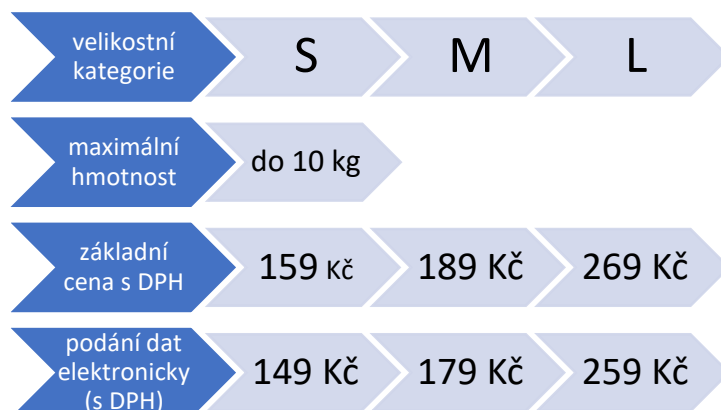 velikostní
kategorie
S
M
L
maximální
hmotnost
do 10 kg
základní
cena s DPH
159 Kč
189 Kč
269 Kč
podání dat
elektronicky
(s DPH)
149 Kč
179 Kč
259 Kč